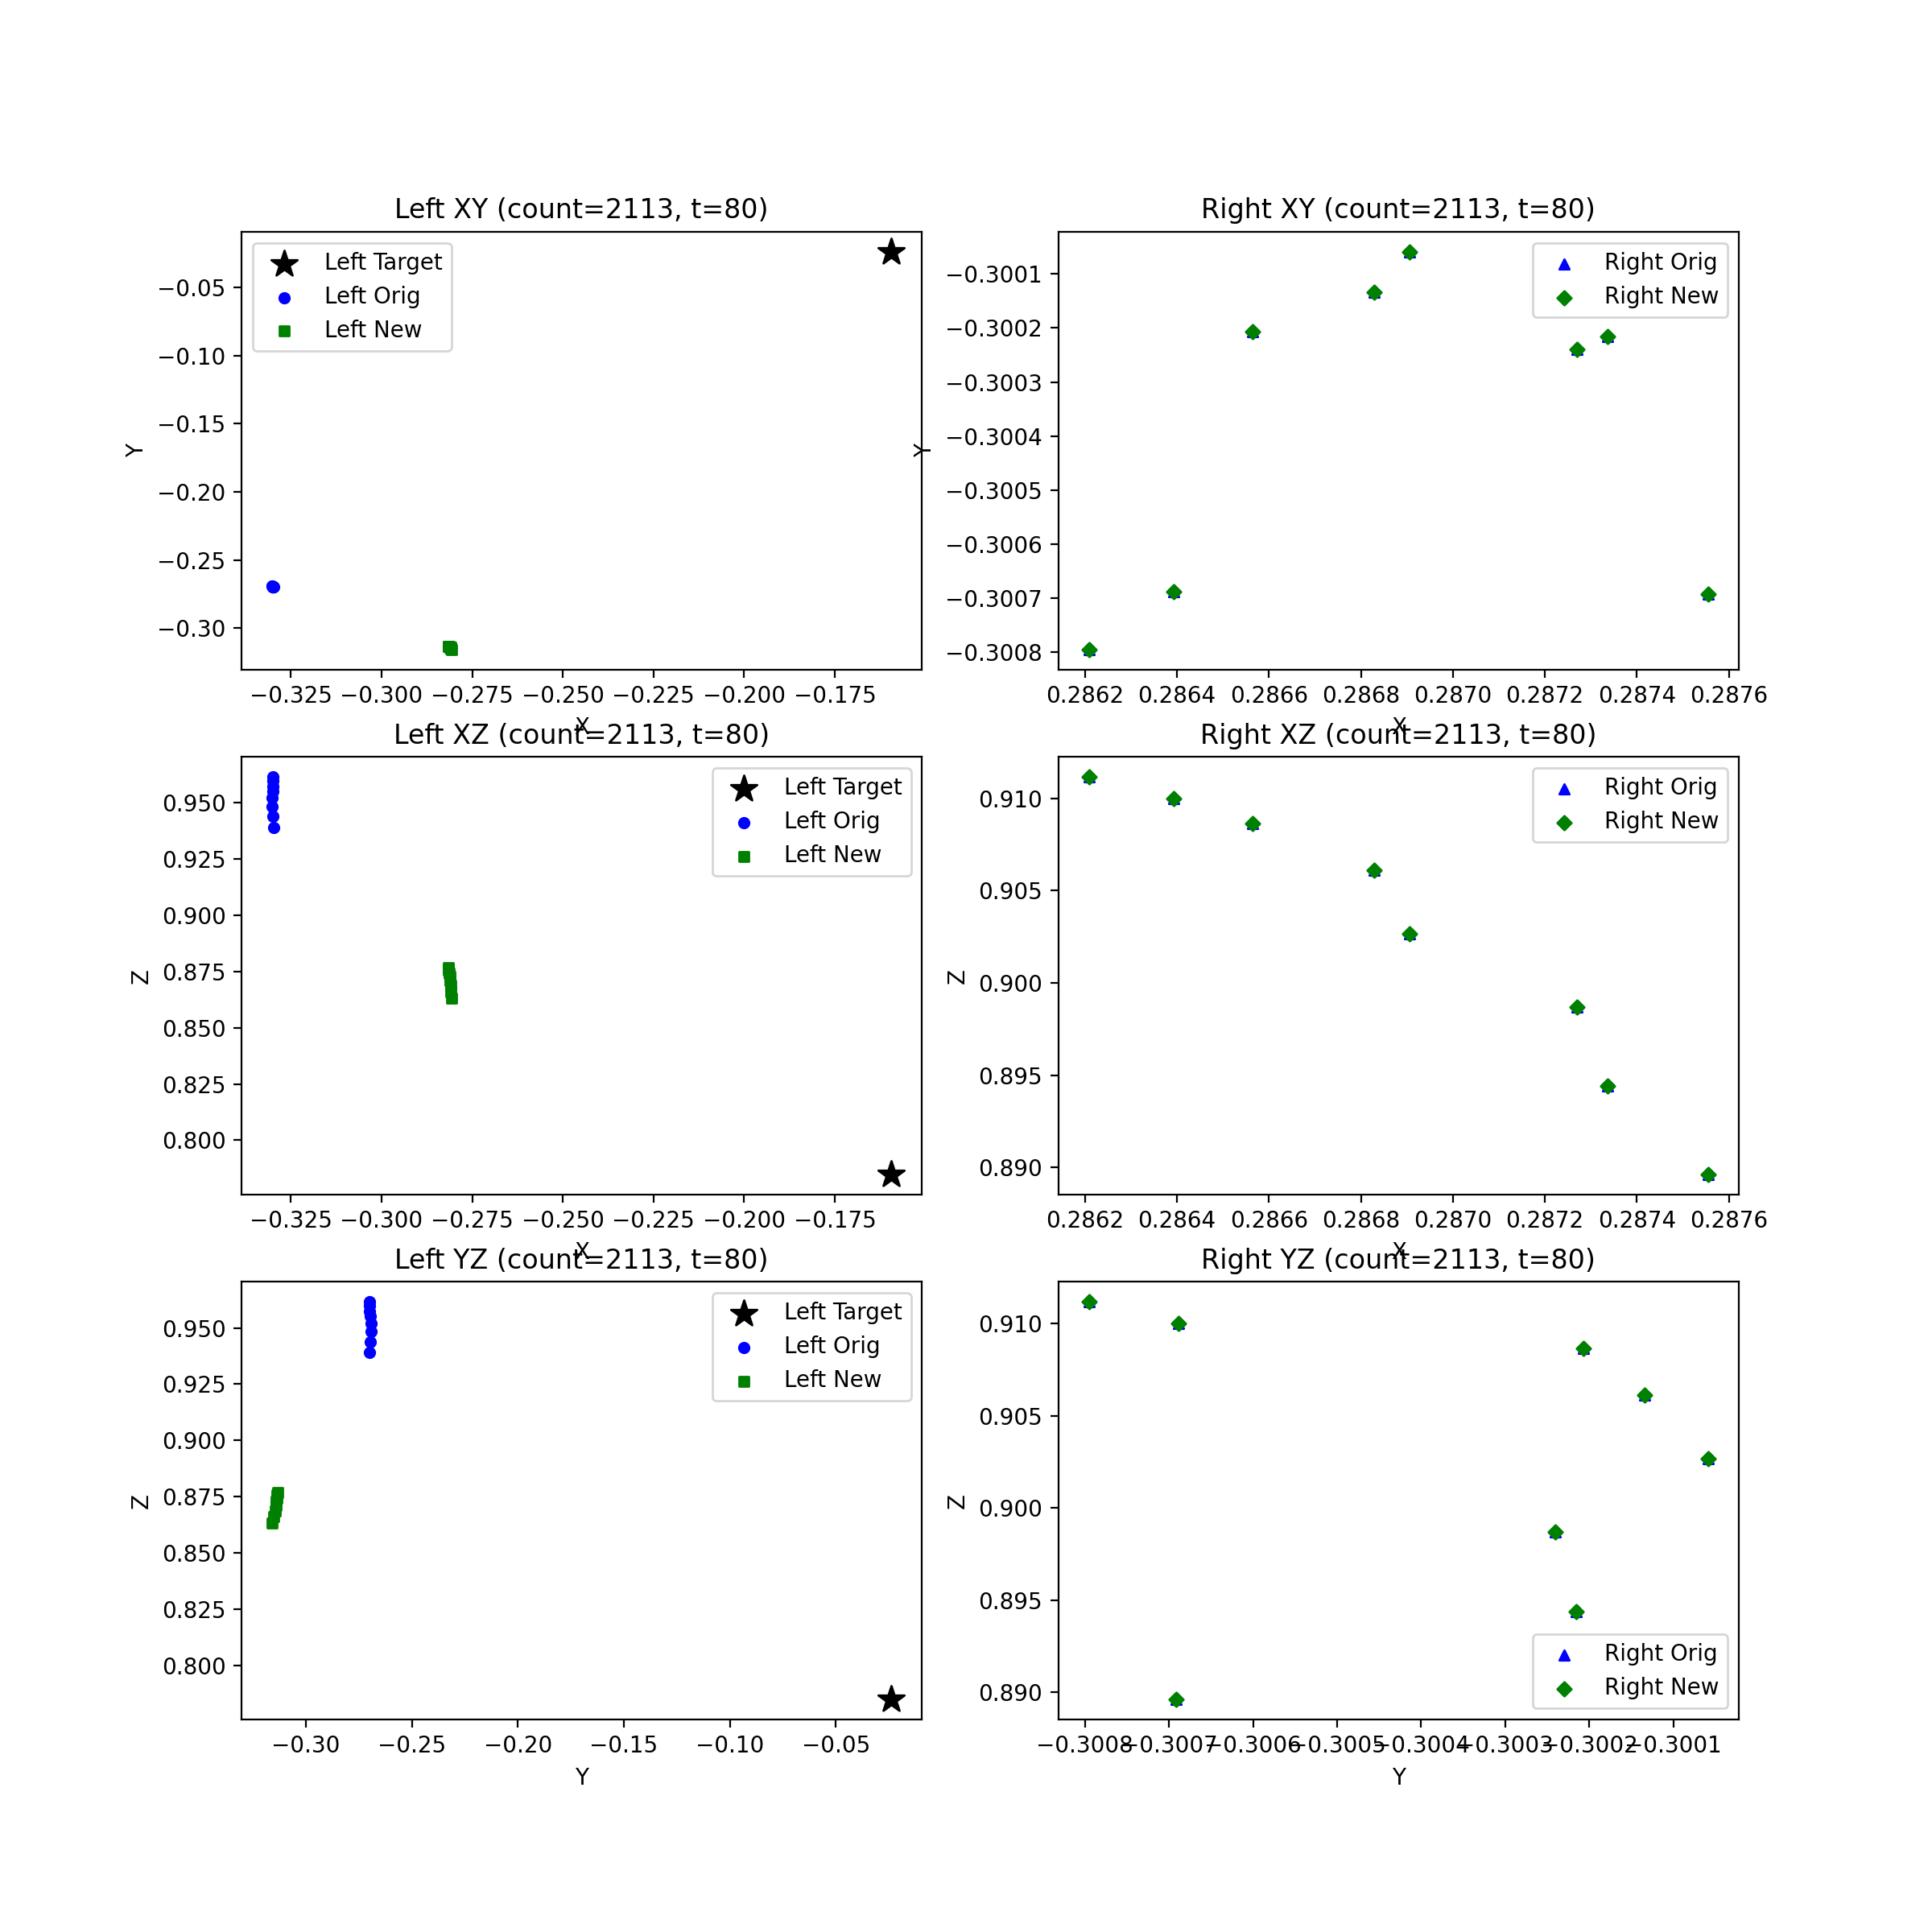 Left XY (count=2113, t=80)
Left Target
Left Orig
Left New
−0.05
−0.10
−0.15
−0.20
−0.25
−0.30
Y
−0.325 −0.300 −0.275 −0.250 −0.225 −0.200 −0.175
X
Right XY (count=2113, t=80)
Right Orig
Right New
−0.3001
−0.3002
−0.3003
−0.3004
−0.3005
−0.3006
−0.3007
−0.3008
Y
0.2862 0.2864 0.2866 0.2868 0.2870 0.2872 0.2874 0.2876
X
Left XZ (count=2113, t=80)
Left Target
Left Orig
Left New
0.950
0.925
0.900
0.875
0.850
0.825
0.800
Z
−0.325 −0.300 −0.275 −0.250 −0.225 −0.200 −0.175
X
Right XZ (count=2113, t=80)
Right Orig
Right New
0.910
0.905
0.900
0.895
0.890
Z
0.2862 0.2864 0.2866 0.2868 0.2870 0.2872 0.2874 0.2876
X
Left YZ (count=2113, t=80)
Left Target
Left Orig
Left New
0.950
0.925
0.900
0.875
0.850
0.825
0.800
Z
−0.30 −0.25 −0.20 −0.15 −0.10 −0.05
Y
Right YZ (count=2113, t=80)
0.910
0.905
0.900
0.895
0.890
Z
Right Orig
Right New
−0.3008 −0.3007 −0.3006 −0.3005 −0.3004 −0.3003 −0.3002 −0.3001
Y